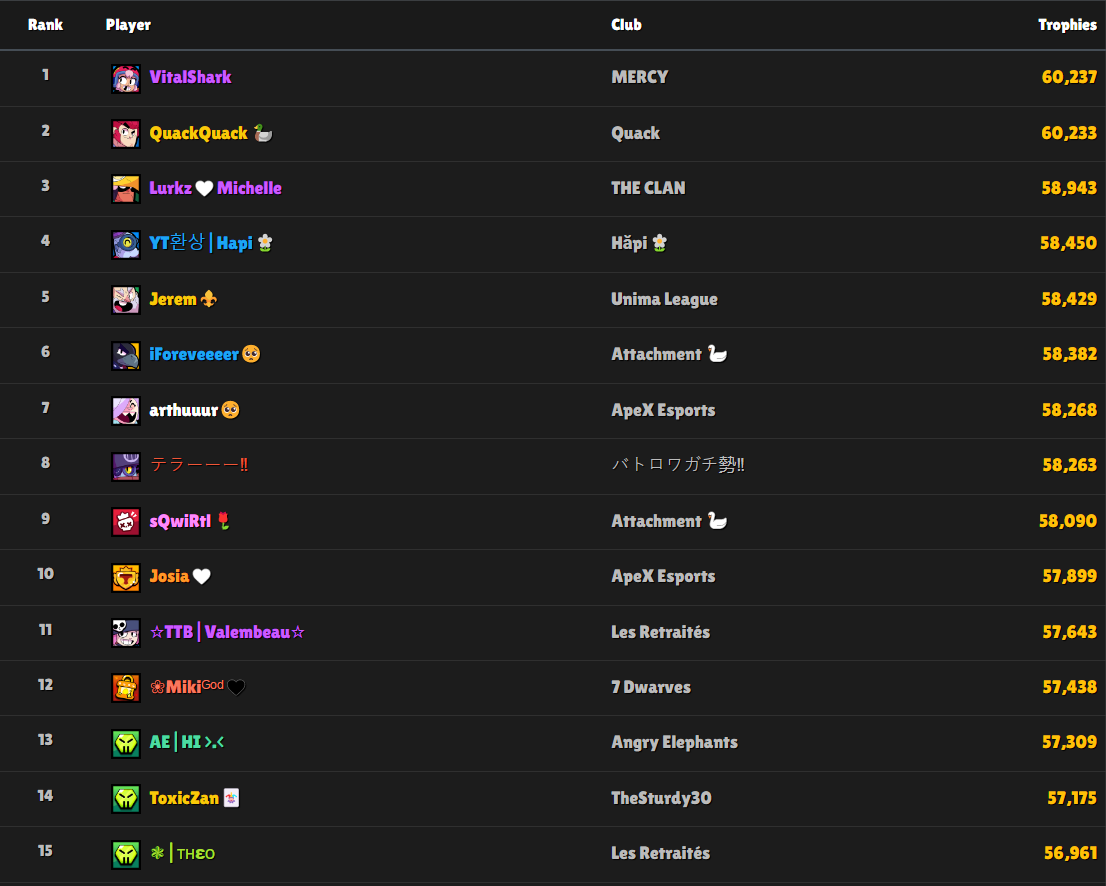 Rank Player Club Trophies
1 VitalShark MERCY 60,237
2 QuackQuack 🦆 Quack 60,233
3 Lurkz🤍Michelle THE CLAN 58,943
4 YT환상|Hapi🌼 Hăpi🌼 58,450
5 Jerem⚜️ Unima League 58,429
6 iForeveeeer🥺 Attachment 🦢 58,382
7 arthuuur🥺 ApeX Esports 58,268
8 テラーーー‼ バトロワガチ勢‼ 58,263
9 sQwiRtl🌷 Attachment 🦢 58,090
10 Josia🤍 ApeX Esports 57,899
11 ☆TTB|Valembeau☆ Les Retraités 57,643
12 ❀Mikiᴳᵒᵈ🖤 7 Dwarves 57,438
13 AE|HI>.< Angry Elephants 57,309
14 ToxicZan🃏 TheSturdy30 57,175
15 ❃|ᴛʜᴇᴏ Les Retraités 56,961